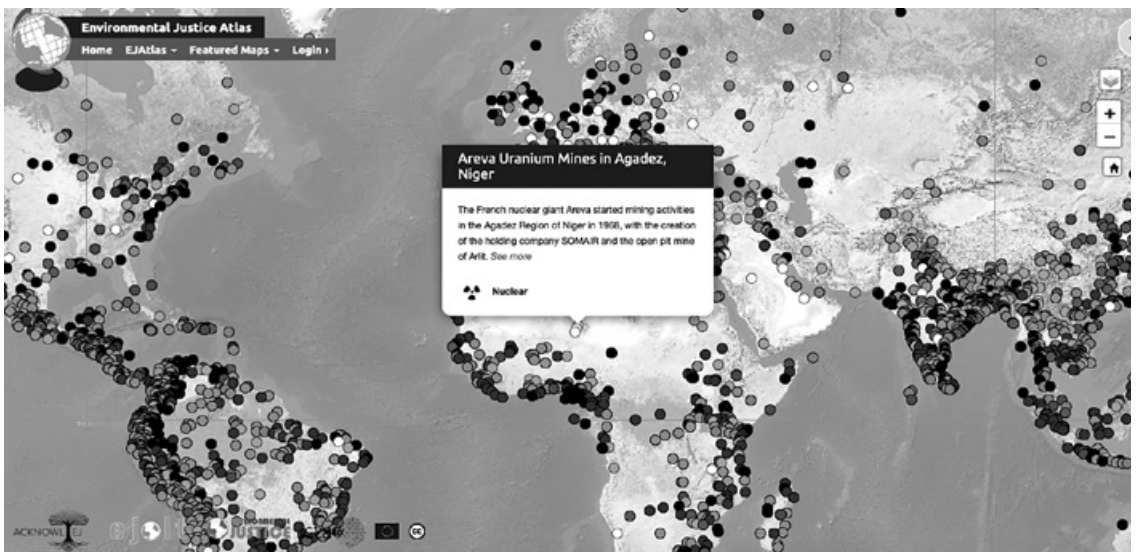 Environmental Justice Atlas
Home EJAtlas Featured Maps Login
Areva Uranium Mines in Agadez,
Niger
The French nuclear giant Areva started mining activities
in the Agadez Region of Niger in 1968, with the creation
of the holding company SOMAIR and the open pit mine
of Arlit. See more
Nuclear
+
−
ACKNOWL EJ
ejolt
JUSTICE
cc